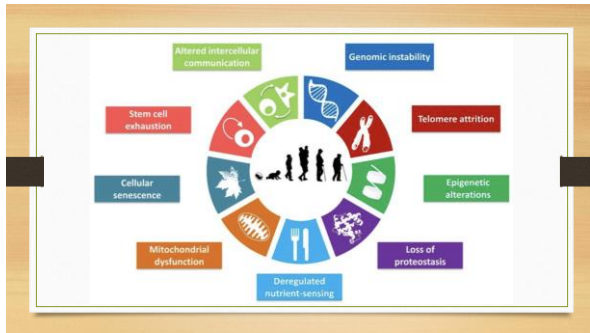 Altered intercellular
communication
Genomic instability
Stem cell
exhaustion
Telomere attrition
Cellular
senescence
Epigenetic
alterations
Mitochondrial
dysfunction
Loss of
proteostasis
Deregulated
nutrient-sensing